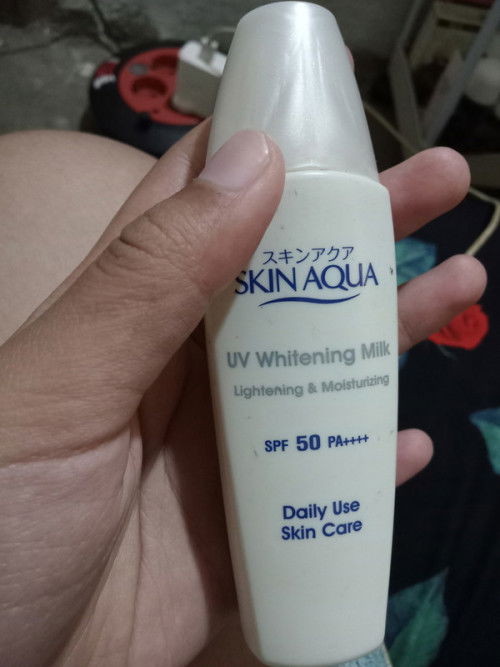 スキンアクア
SKIN AQUA
UV Whitening Milk
Lightening & Moisturizing
SPF 50 PA++++
Daily Use
Skin Care